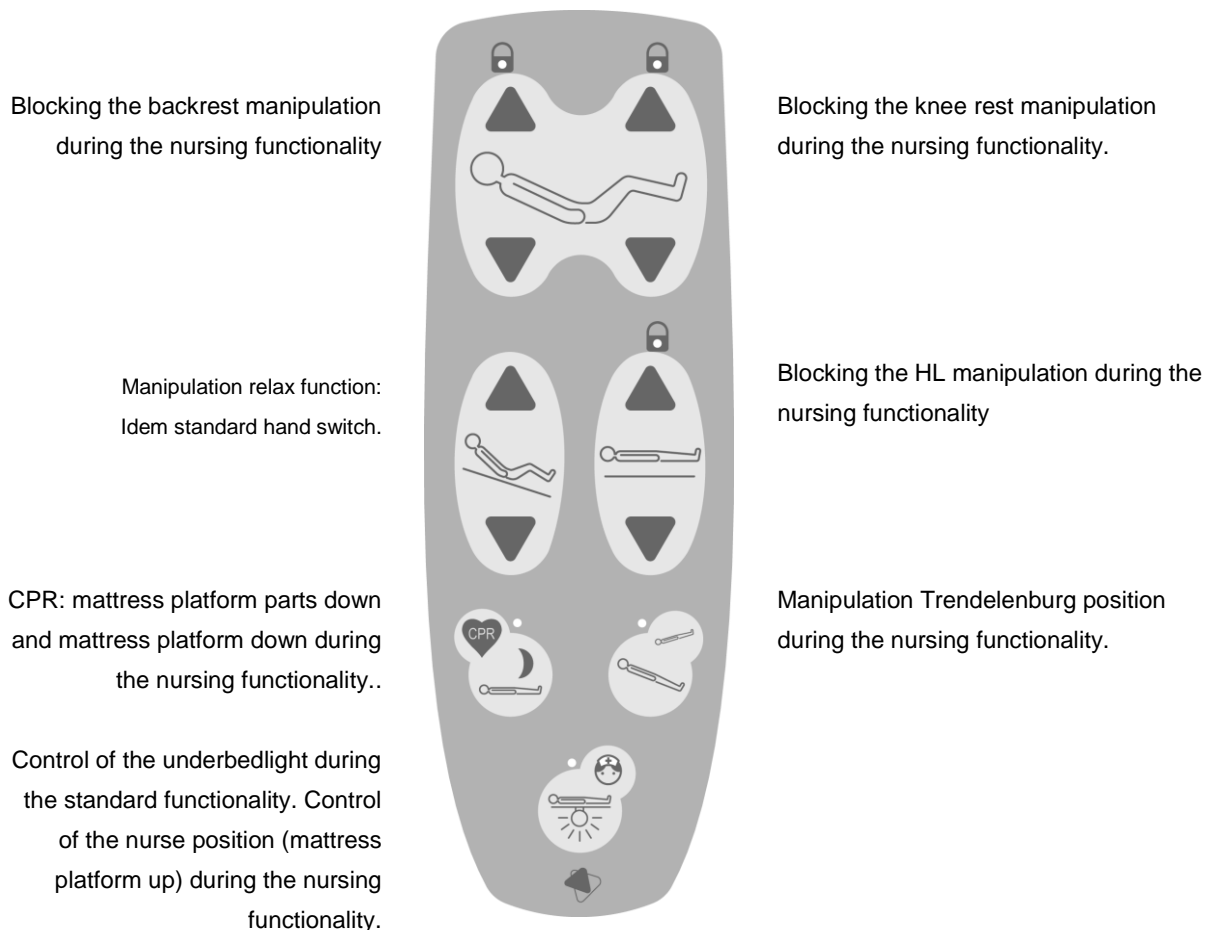 Blocking the backrest manipulation
during the nursing functionality
Blocking the knee rest manipulation
during the nursing functionality.
Manipulation relax function:
Idem standard hand switch.
Blocking the HL manipulation during the
nursing functionality
CPR: mattress platform parts down
and mattress platform down during
the nursing functionality..
CPR
Manipulation Trendelenburg position
during the nursing functionality.
Control of the underbedlight during
the standard functionality. Control
of the nurse position (mattress
platform up) during the nursing
functionality.